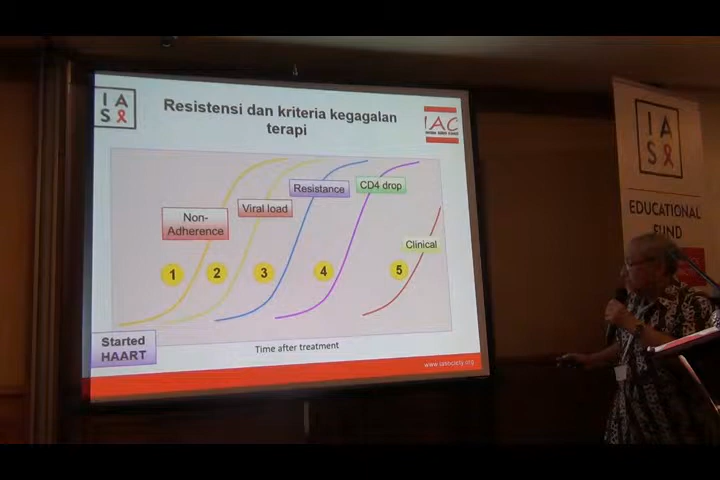 IAS
Resistensi dan kriteria kegagalan
terapi
IAC
Non-
Adherence
Viral load
Resistance
CD4 drop
Clinical
1
2
3
4
5
Started
HAART
Time after treatment
www.iasociety.org
IAS
EDUCATIONAL
FUND